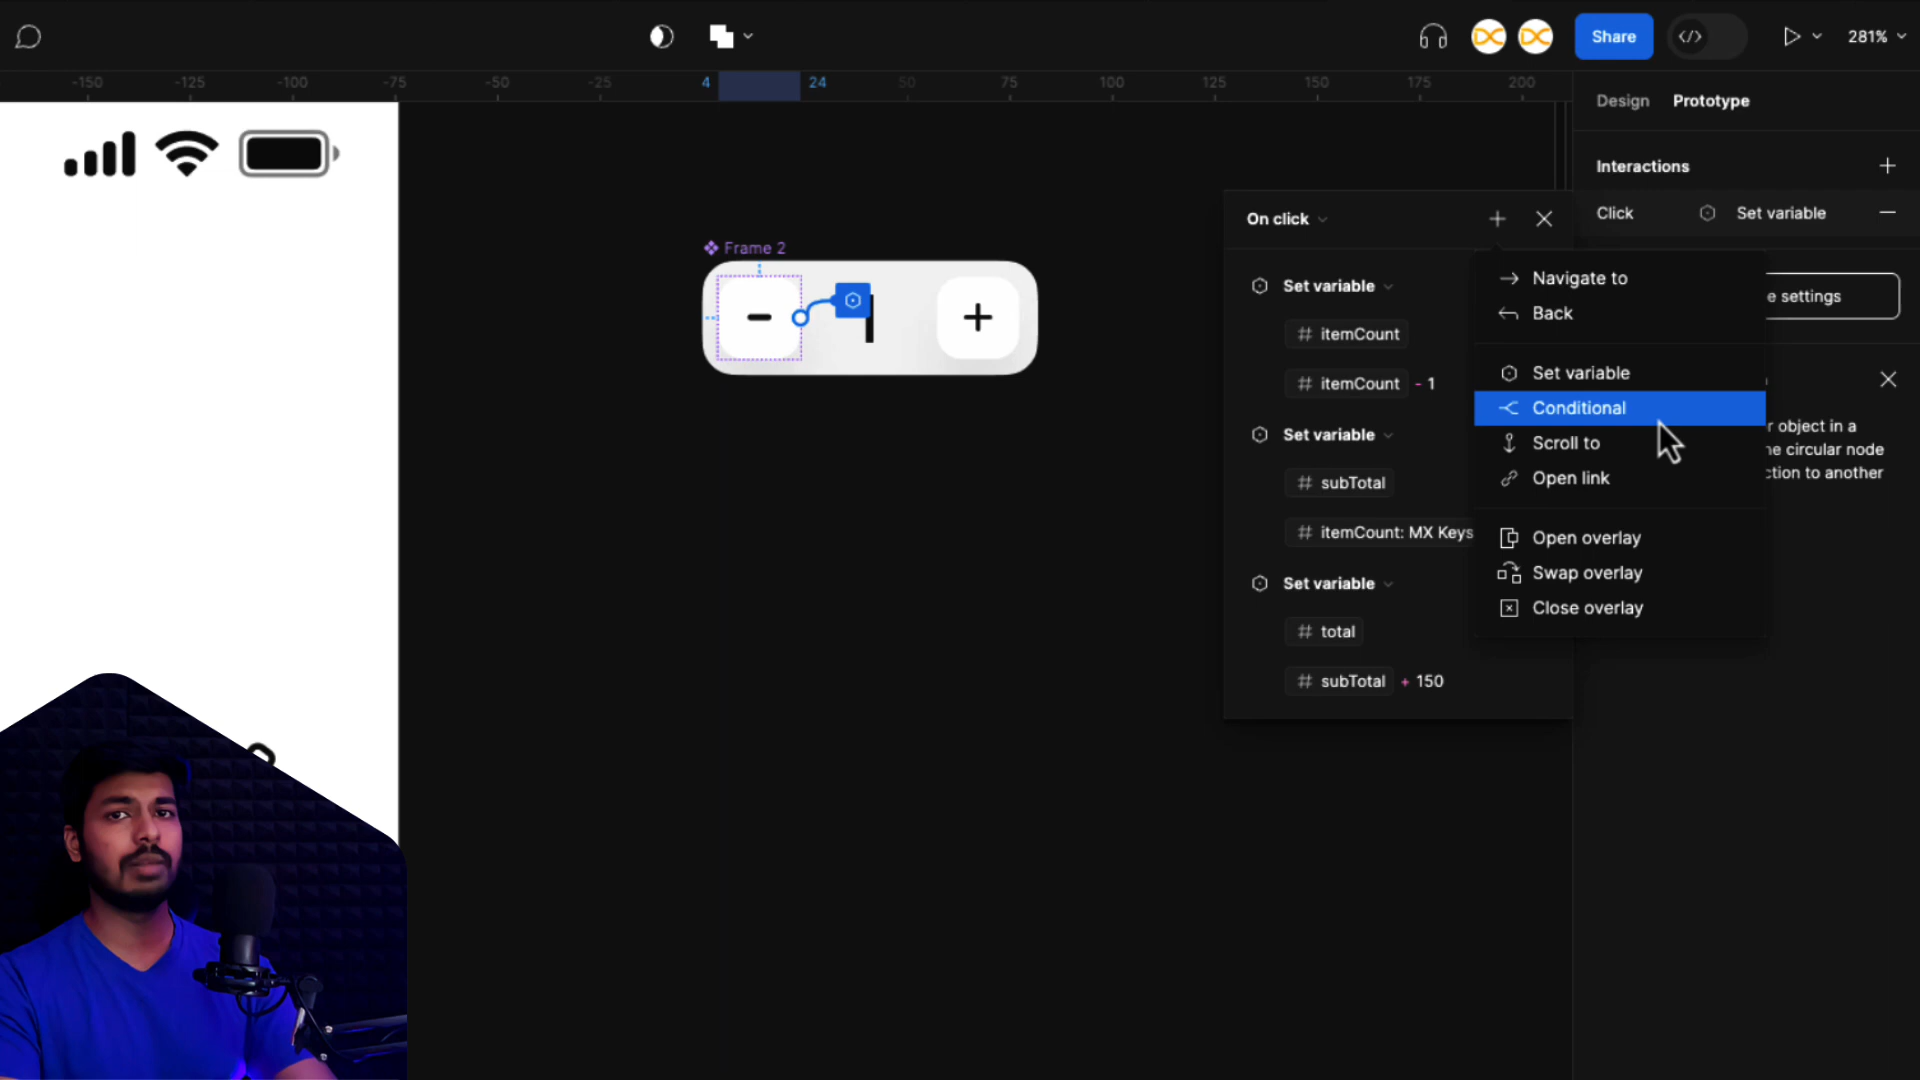 Share
281%
-150
-125
-100
-75
-50
-25
4
24
50
75
100
125
150
175
200
Design
Prototype
Interactions
Click
Set variable
e settings
r object in a
he circular node
ction to another
Frame 2
-
1
+
On click
Set variable
# itemCount
# itemCount - 1
Set variable
# subTotal
# itemCount: MX Keys
Set variable
# total
# subTotal + 150
Navigate to
Back
Set variable
Conditional
Scroll to
Open link
Open overlay
Swap overlay
Close overlay